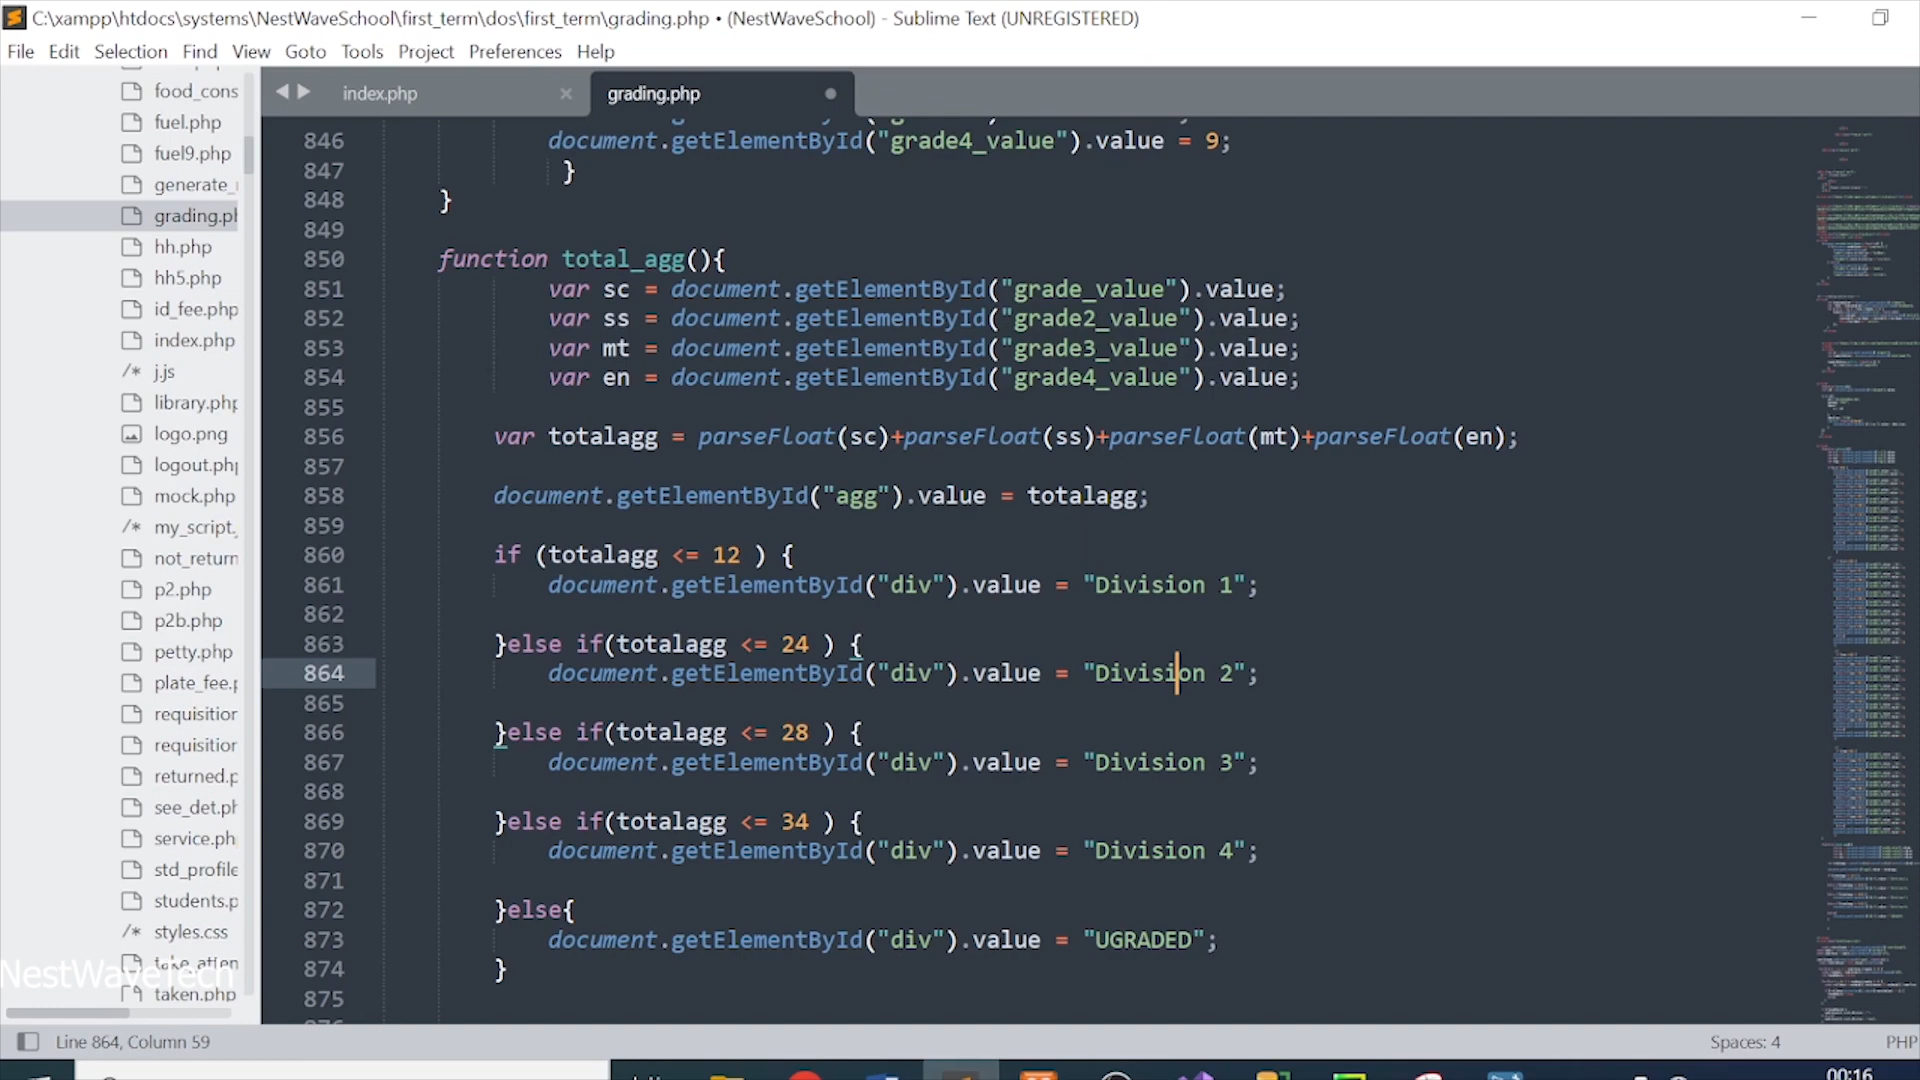 C:\xampp\htdocs\systems\NestWaveSchool\first_term\dos\first_term\grading.php • (NestWaveSchool) - Sublime Text (UNREGISTERED)
File Edit Selection Find View Goto Tools Project Preferences Help
food_cons
fuel.php
fuel9.php
generate_
grading.ph
hh.php
hh5.php
id_fee.php
index.php
/* j.js
library.php
logo.png
logout.php
mock.php
/* my_script.
not_return
p2.php
p2b.php
petty.php
plate_fee.p
requisition
requisition
returned.p
see_det.ph
service.ph
std_profile
students.p
/* styles.css
take_atten
taken.php
NestWaveTech
index.php × grading.php
846 document.getElementById("grade4_value").value = 9;
847 }
848 }
849
850 function total_agg(){
851 var sc = document.getElementById("grade_value").value;
852 var ss = document.getElementById("grade2_value").value;
853 var mt = document.getElementById("grade3_value").value;
854 var en = document.getElementById("grade4_value").value;
855
856 var totalagg = parseFloat(sc)+parseFloat(ss)+parseFloat(mt)+parseFloat(en);
857
858 document.getElementById("agg").value = totalagg;
859
860 if (totalagg <= 12 ) {
861 document.getElementById("div").value = "Division 1";
862
863 }else if(totalagg <= 24 ) {
864 document.getElementById("div").value = "Division 2";
865
866 }else if(totalagg <= 28 ) {
867 document.getElementById("div").value = "Division 3";
868
869 }else if(totalagg <= 34 ) {
870 document.getElementById("div").value = "Division 4";
871
872 }else{
873 document.getElementById("div").value = "UGRADED";
874 }
875
Line 864, Column 59
Spaces: 4
PHP
00:16